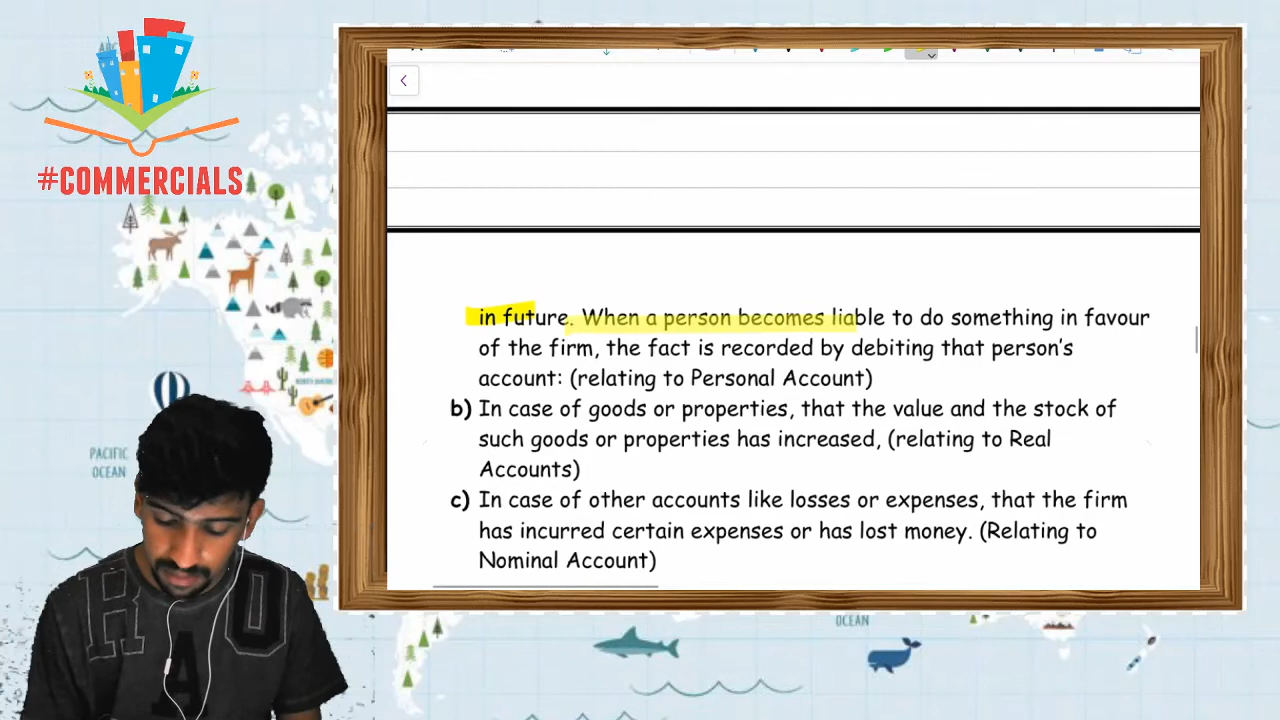 #COMMERCIALS
in future. When a person becomes liable to do something in favour
of the firm, the fact is recorded by debiting that person's
account: (relating to Personal Account)
b) In case of goods or properties, that the value and the stock of
such goods or properties has increased, (relating to Real
Accounts)
c) In case of other accounts like losses or expenses, that the firm
has incurred certain expenses or has lost money. (Relating to
Nominal Account)
PACIFIC
OCEAN
OCEAN